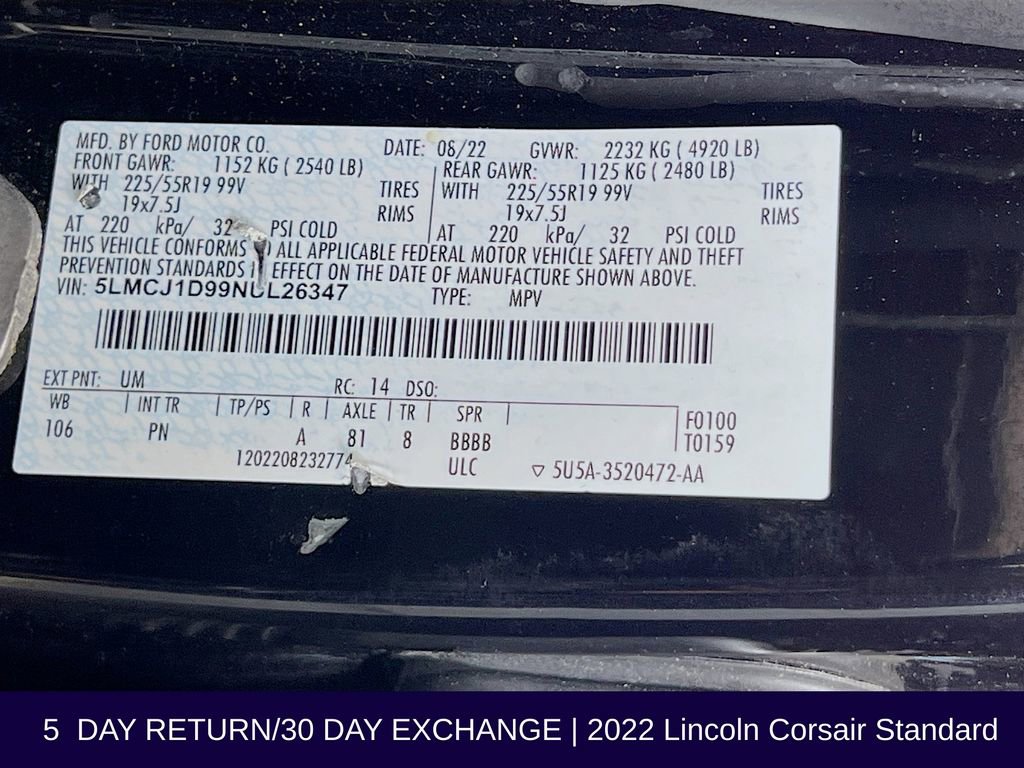 MFD. BY FORD MOTOR CO. DATE: 08/22 GVWR: 2232 KG ( 4920 LB)
FRONT GAWR: 1152 KG ( 2540 LB) REAR GAWR: 1125 KG ( 2480 LB)
WITH 225/55R19 99V TIRES WITH 225/55R19 99V TIRES
19x7.5J RIMS 19x7.5J RIMS
AT 220 kPa/ 32 PSI COLD AT 220 kPa/ 32 PSI COLD
THIS VEHICLE CONFORMS ALL APPLICABLE FEDERAL MOTOR VEHICLE SAFETY AND THEFT
PREVENTION STANDARDS EFFECT ON THE DATE OF MANUFACTURE SHOWN ABOVE.
VIN: 5LMCJ1D99NUL26347 TYPE: MPV
EXT PNT: UM RC: 14 DSO:
WB INT TR TP/PS R AXLE TR SPR F0100
106 PN A 81 8 BBBB T0159
1202208232774 ULC ▽ 5U5A-3520472-AA
5 DAY RETURN/30 DAY EXCHANGE | 2022 Lincoln Corsair Standard